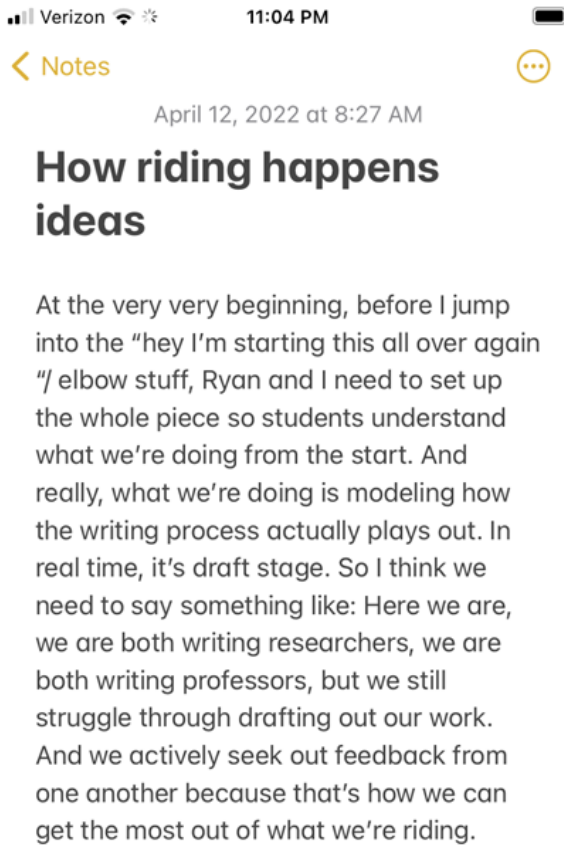 Verizon 11:04 PM
Notes
April 12, 2022 at 8:27 AM
How riding happens
ideas
At the very very beginning, before I jump
into the “hey I’m starting this all over again
“/ elbow stuff, Ryan and I need to set up
the whole piece so students understand
what we’re doing from the start. And
really, what we’re doing is modeling how
the writing process actually plays out. In
real time, it’s draft stage. So I think we
need to say something like: Here we are,
we are both writing researchers, we are
both writing professors, but we still
struggle through drafting out our work.
And we actively seek out feedback from
one another because that’s how we can
get the most out of what we’re riding.